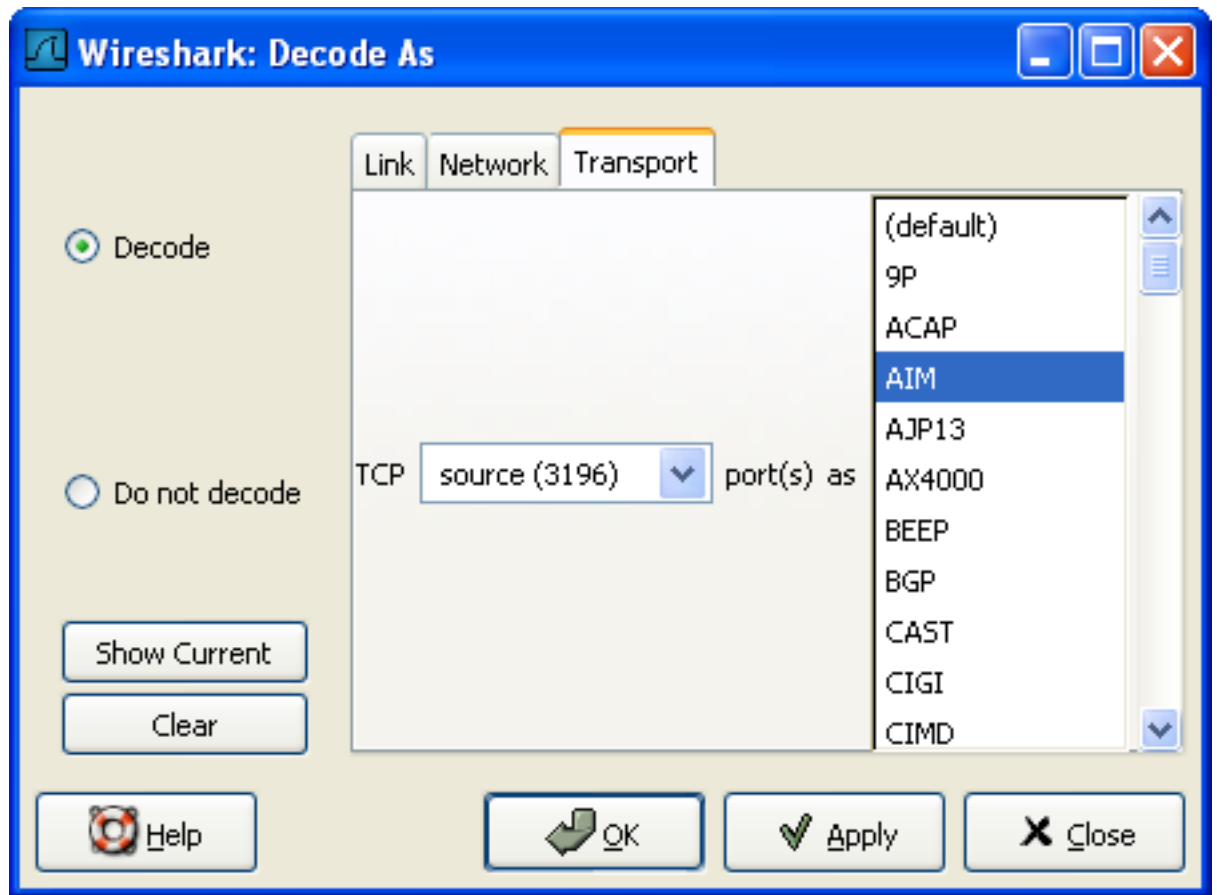 Wireshark: Decode As
Link Network Transport
Decode
Do not decode
Show Current
Clear
TCP source (3196) port(s) as
(default)
9P
ACAP
AIM
AJP13
AX4000
BEEP
BGP
CAST
CIGI
CIMD
Help OK Apply Close